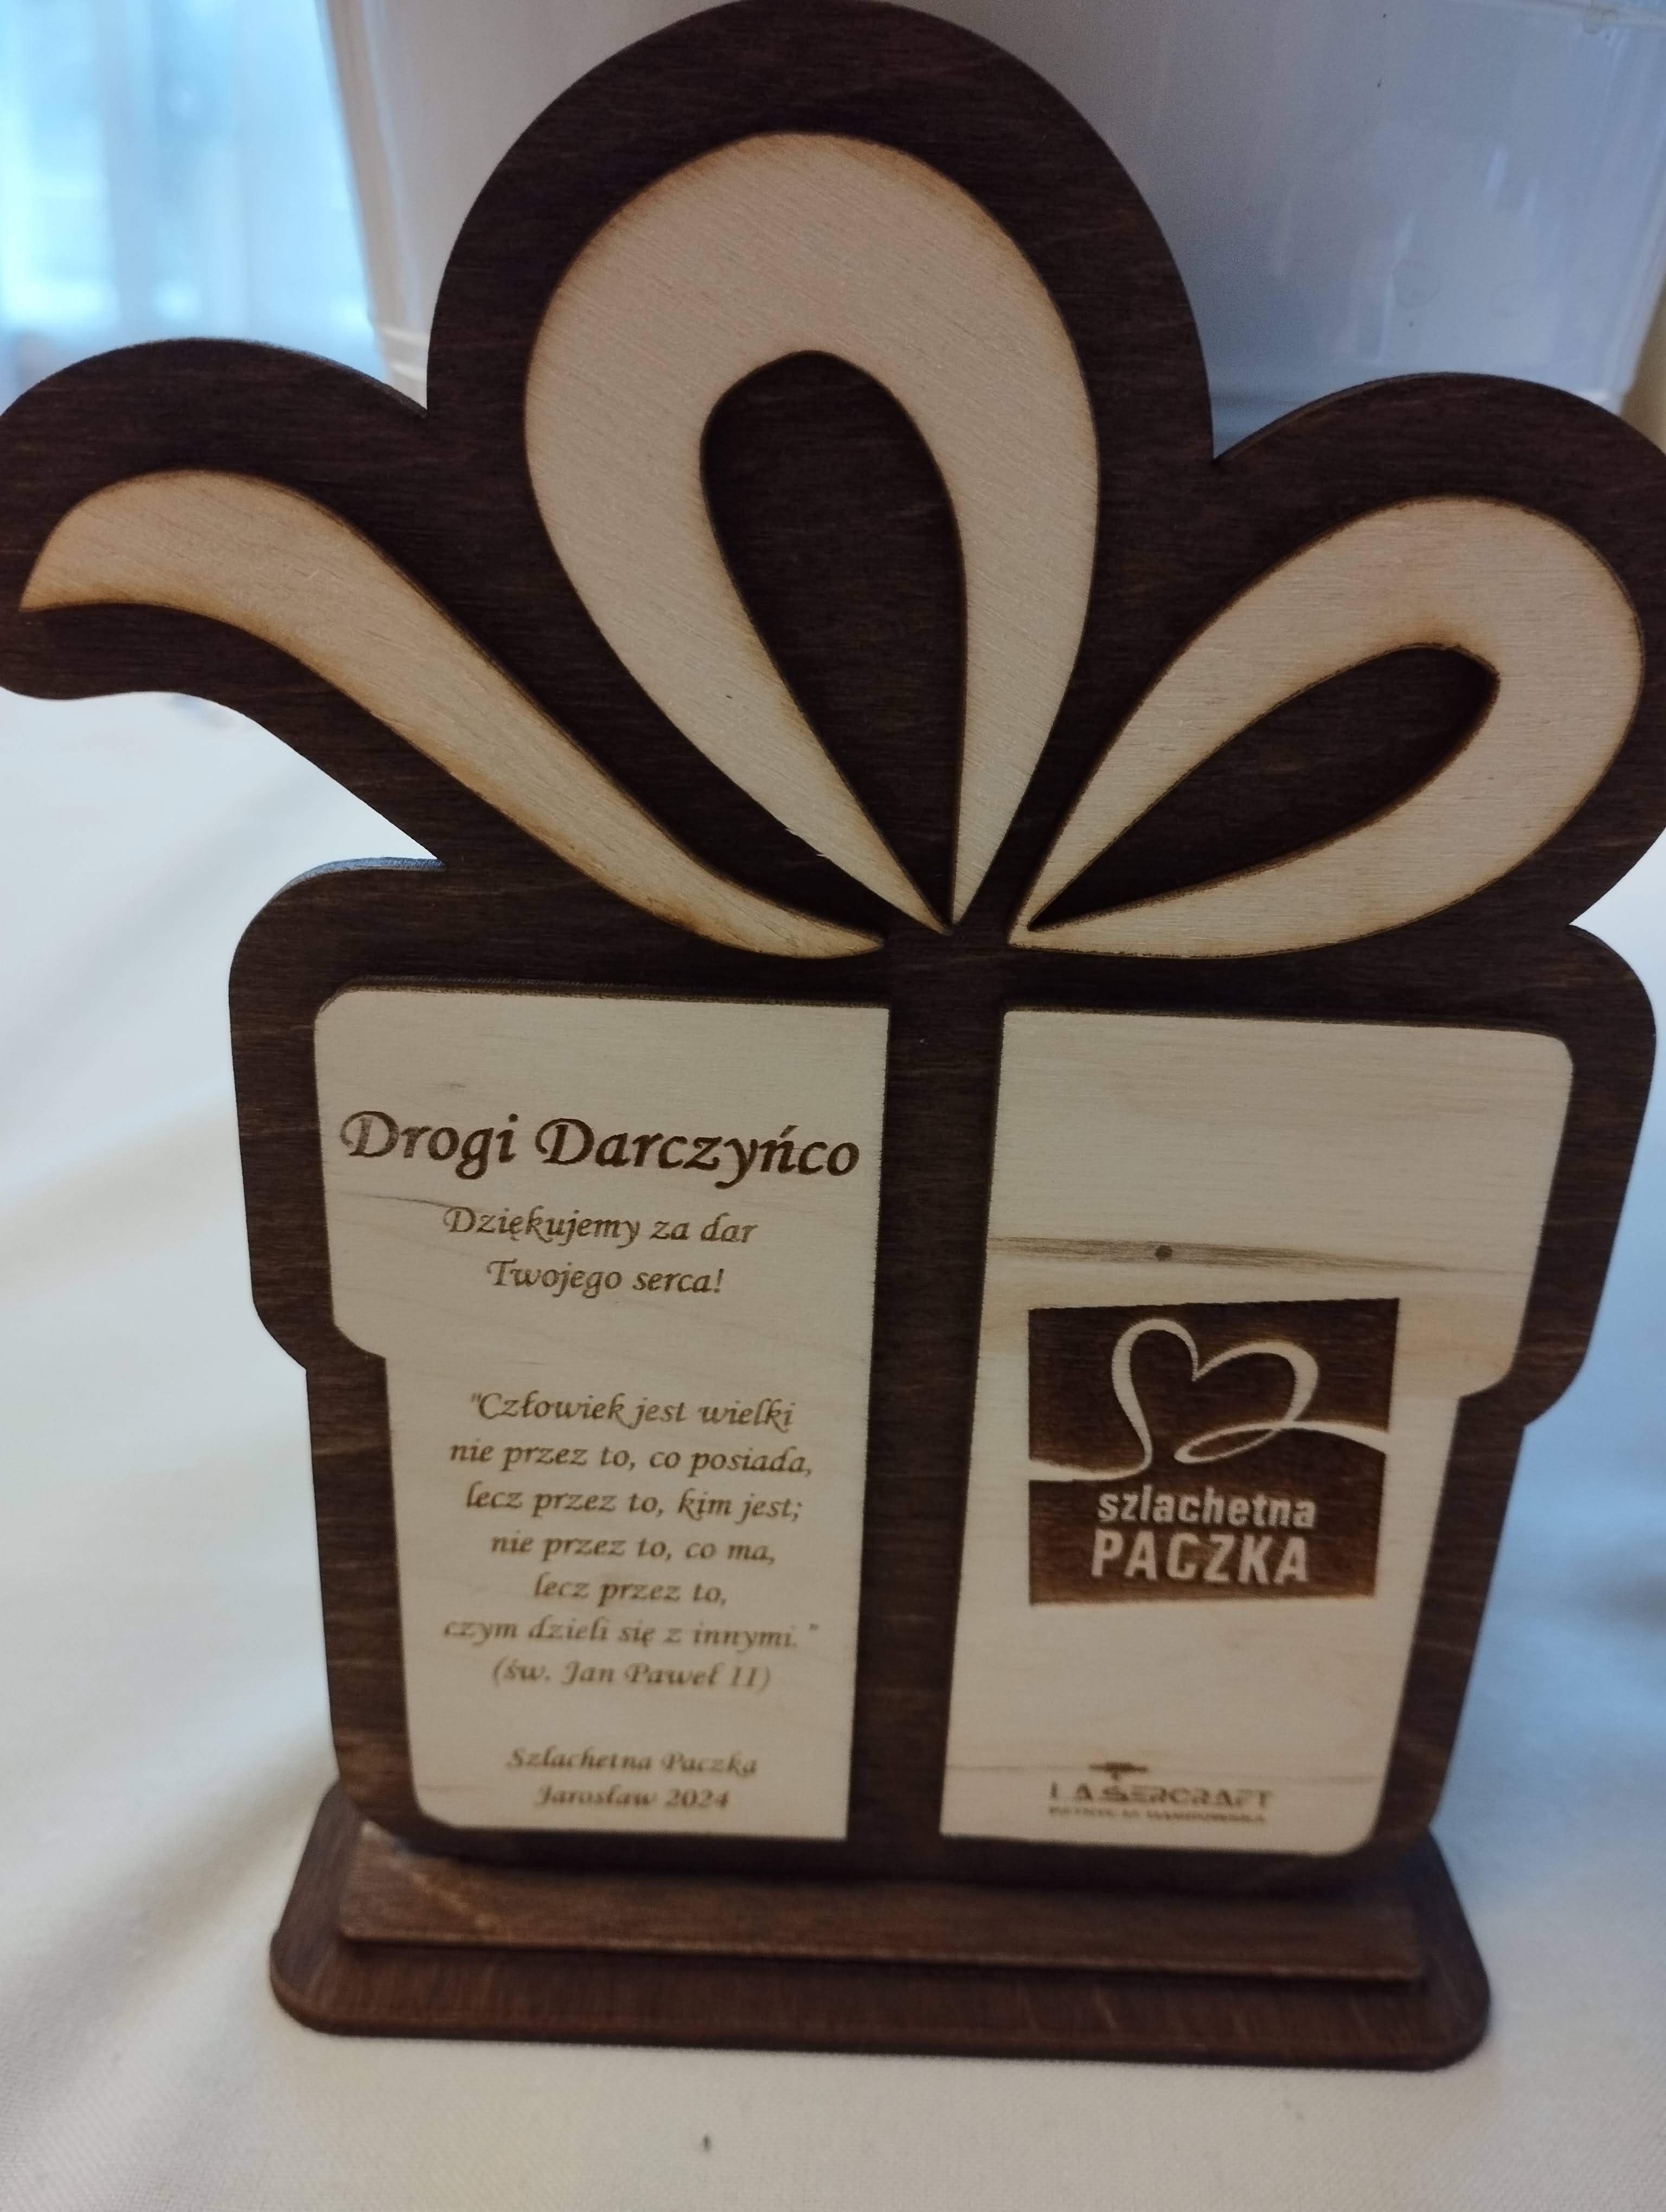 Drogi Darczyńco
Dziękujemy za dar
Twojego serca!
"Człowiek jest wielki
nie przez to, co posiada,
lecz przez to, kim jest;
nie przez to, co ma,
lecz przez to,
czym dzieli się z innymi."
(św. Jan Paweł II)
Szlachetna Paczka
Jarosław 2024
szlachetna
PACZKA
LASERCRAFT